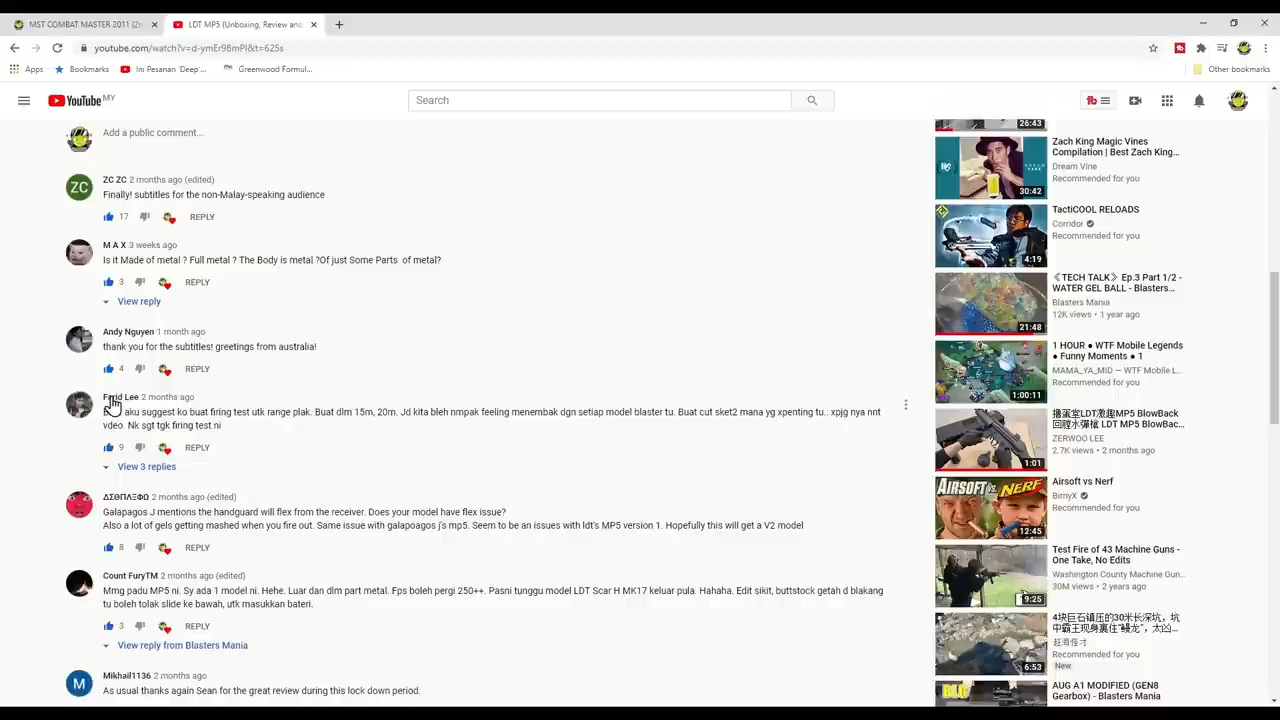 MST COMBAT MASTER 2011 (2n
LDT MP5 (Unboxing, Review and
youtube.com/watch?v=d-ymEr9BmPI&t=625s
Apps
Bookmarks
Ini Pesanan 'Deep'...
Greenwood Formul...
Other bookmarks
YouTube MY
Search
Add a public comment...
ZC
ZC ZC 2 months ago (edited)
Finally! subtitles for the non-Malay-speaking audience
17 REPLY
M A X 3 weeks ago
Is it Made of metal ? Full metal ? The Body is metal ?Of just Some Parts of metal?
3 REPLY
View reply
Andy Nguyen 1 month ago
thank you for the subtitles! greetings from australia!
4 REPLY
Farid Lee 2 months ago
aku suggest ko buat firing test utk range plak. Buat dlm 15m, 20m. Jd kita bleh nmpak feeling menembak dgn setiap model blaster tu. Buat cut sket2 mana yg xpenting tu.. xpjg nya nnt
vdeo. Nk sgt tgk firing test ni
9 REPLY
View 3 replies
ΔΣΘΠΛΞΦΩ 2 months ago (edited)
Galapagos J mentions the handguard will flex from the receiver. Does your model have flex issue?
Also a lot of gels getting mashed when you fire out. Same issue with galapoagos j's mp5. Seem to be an issues with ldt's MP5 version 1. Hopefully this will get a V2 model
8 REPLY
Count FuryTM 2 months ago (edited)
Mmg padu MP5 ni. Sy ada 1 model ni. Hehe. Luar dan dlm part metal. Fps boleh pergi 250++. Pasni tunggu model LDT Scar H MK17 keluar pula. Hahaha. Edit sikit, buttstock getah d blakang
tu boleh tolak slide ke bawah, utk masukkan bateri.
3 REPLY
View reply from Blasters Mania
M
Mikhail1136 2 months ago
As usual thanks again Sean for the great review during this lock down period.
26:43
Zach King Magic Vines
Compilation | Best Zach King...
Dream Vine
Recommended for you
30:42
TactiCOOL RELOADS
Corridor
Recommended for you
4:19
《TECH TALK》 Ep.3 Part 1/2 -
WATER GEL BALL - Blasters...
Blasters Mania
12K views • 1 year ago
21:48
1 HOUR ● WTF Mobile Legends
● Funny Moments ● 1
MAMA_YA_MID — WTF Mobile L...
Recommended for you
1:00:11
LDT MP5 BlowBac...
ZERWOO LEE
2.7K views • 2 months ago
1:01
AIRSOFT vs NERF
Airsoft vs Nerf
BirnyX
Recommended for you
12:45
Test Fire of 43 Machine Guns -
One Take, No Edits
Washington County Machine Gun...
30M views • 2 years ago
9:25
Recommended for you
New
6:53
AUG A1 MODIFIED (GEN8
Gearbox) - Blasters Mania